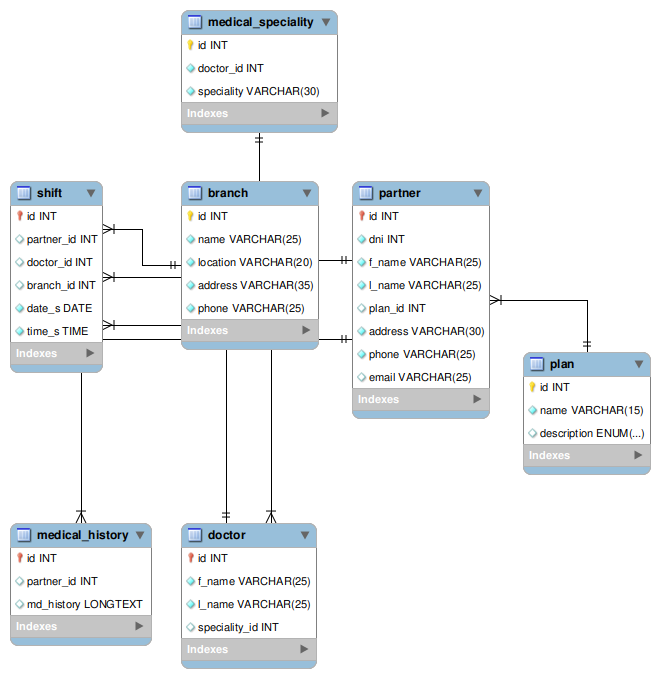 medical_speciality
id INT
doctor_id INT
speciality VARCHAR(30)
Indexes
shift
id INT
partner_id INT
doctor_id INT
branch_id INT
date_s DATE
time_s TIME
Indexes
branch
id INT
name VARCHAR(25)
location VARCHAR(20)
address VARCHAR(35)
phone VARCHAR(25)
Indexes
partner
id INT
dni INT
f_name VARCHAR(25)
l_name VARCHAR(25)
plan_id INT
address VARCHAR(30)
phone VARCHAR(25)
email VARCHAR(25)
Indexes
plan
id INT
name VARCHAR(15)
description ENUM(...)
Indexes
medical_history
id INT
partner_id INT
md_history LONGTEXT
Indexes
doctor
id INT
f_name VARCHAR(25)
l_name VARCHAR(25)
speciality_id INT
Indexes